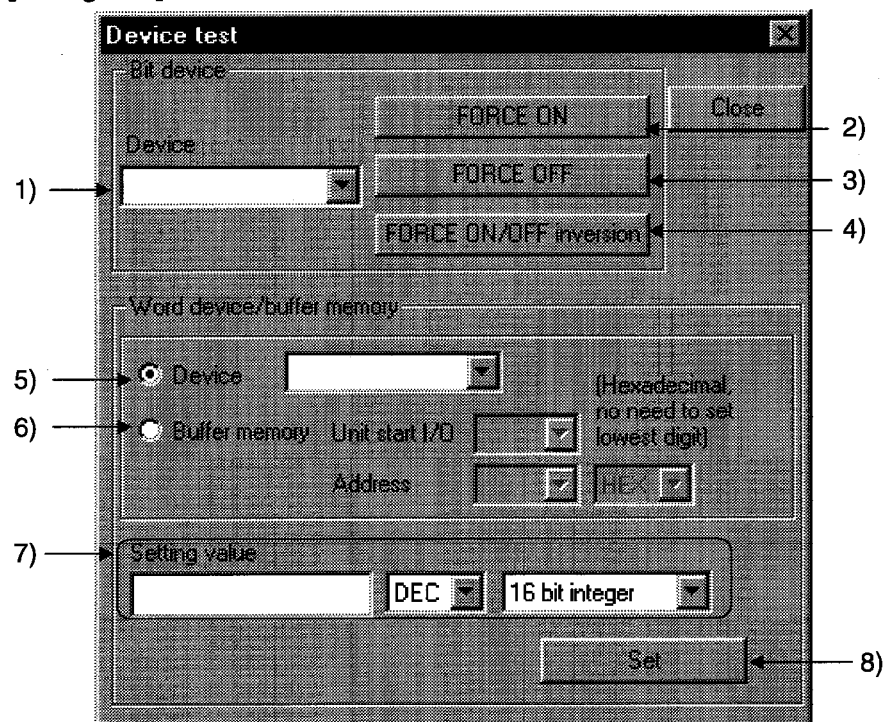 Device test
Bit device
FORCE ON
Close
2)
Device
1)
FORCE OFF
3)
FORCE ON/OFF inversion
4)
Word device/buffer memory
5)
Device
(Hexadecimal,
no need to set
lowest digit)
6)
Buffer memory
Unit start I/O
Address
HEX
7)
Setting value
DEC
16 bit integer
Set
8)